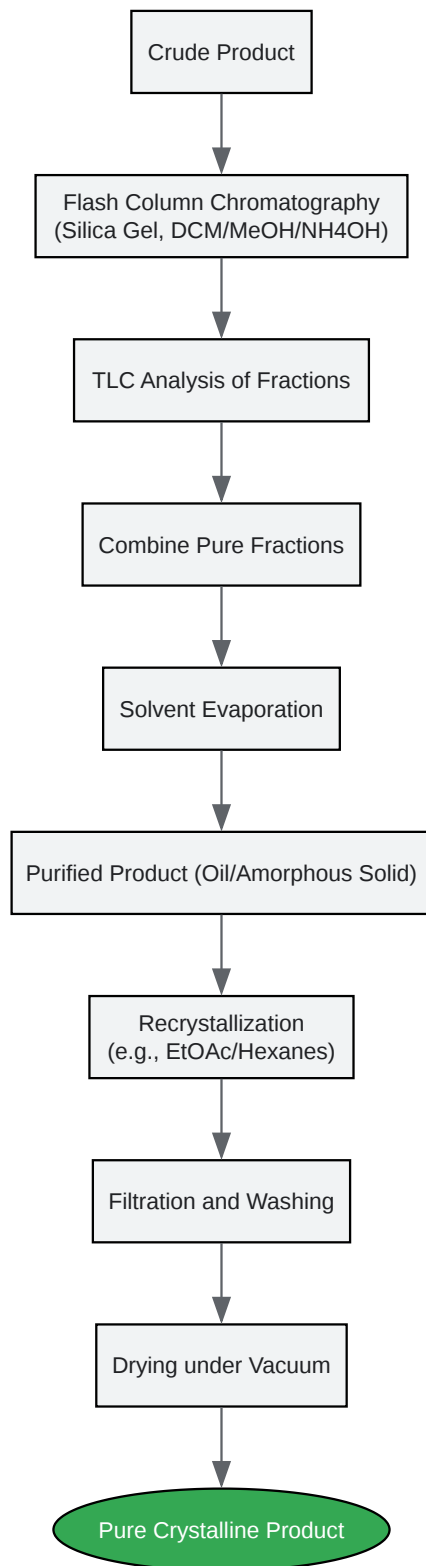 Crude Product
Flash Column Chromatography
(Silica Gel, DCM/MeOH/NH4OH)
TLC Analysis of Fractions
Combine Pure Fractions
Solvent Evaporation
Purified Product (Oil/Amorphous Solid)
Recrystallization
(e.g., EtOAc/Hexanes)
Filtration and Washing
Drying under Vacuum
Pure Crystalline Product